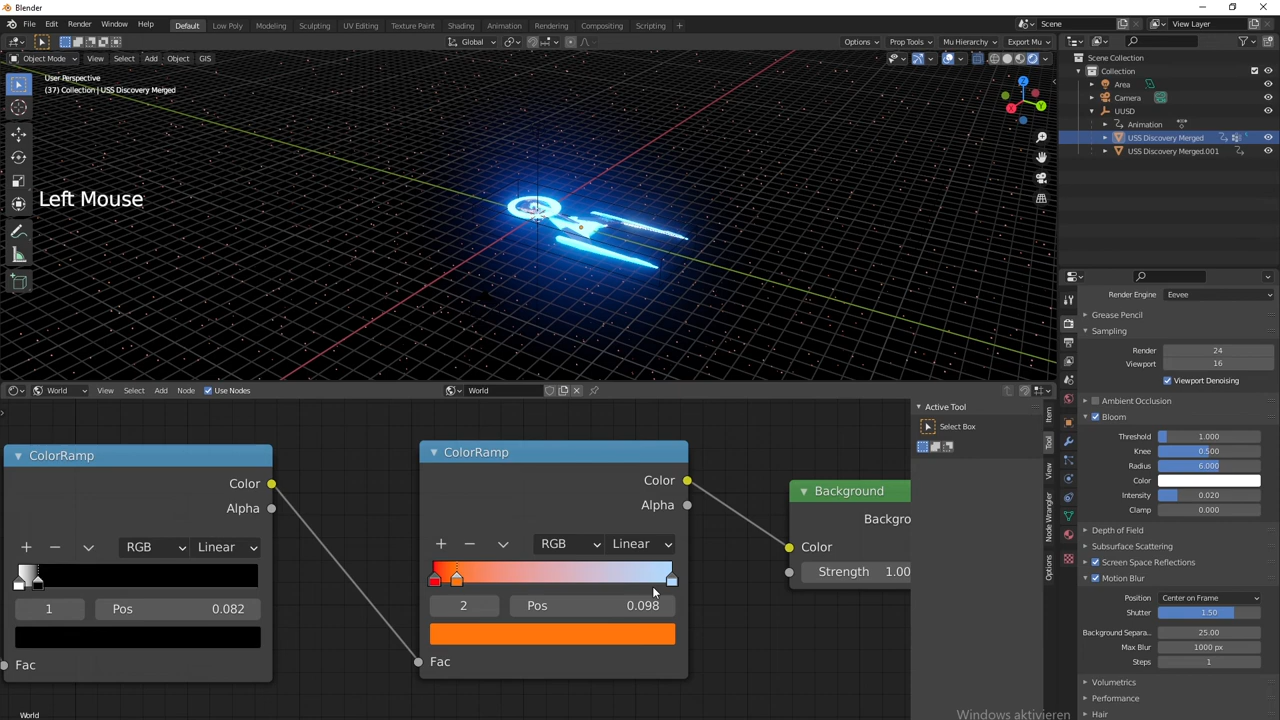 Blender
File Edit Render Window Help
Default Low Poly Modeling Sculpting UV Editing Texture Paint Shading Animation Rendering Compositing Scripting +
Scene View Layer
Global Options Prop Tools Mu Hierarchy Export Mu
Object Mode View Select Add Object GIS
User Perspective
(37) Collection | USS Discovery Merged
Left Mouse
Z
Y
X
Scene Collection
Collection
Area
Camera
UUSD
Animation
USS Discovery Merged
USS Discovery Merged.001
Render Engine Eevee
Grease Pencil
Sampling
Render 24
Viewport 16
Viewport Denoising
Ambient Occlusion
Bloom
Threshold 1.000
Knee 0.500
Radius 6.000
Color
Intensity 0.020
Clamp 0.000
Depth of Field
Subsurface Scattering
Screen Space Reflections
Motion Blur
Position Center on Frame
Shutter 1.50
Background Separa.. 25.00
Max Blur 1000 px
Steps 1
Volumetrics
Performance
Hair
World View Select Add Node Use Nodes World
Active Tool
Select Box
Item
Tool
View
Node Wrangler
Options
ColorRamp
Color
Alpha
RGB Linear
1 Pos 0.082
Fac
ColorRamp
Color
Alpha
RGB Linear
2 Pos 0.098
Fac
Background
Backgro
Color
Strength 1.00
World
Windows aktivieren